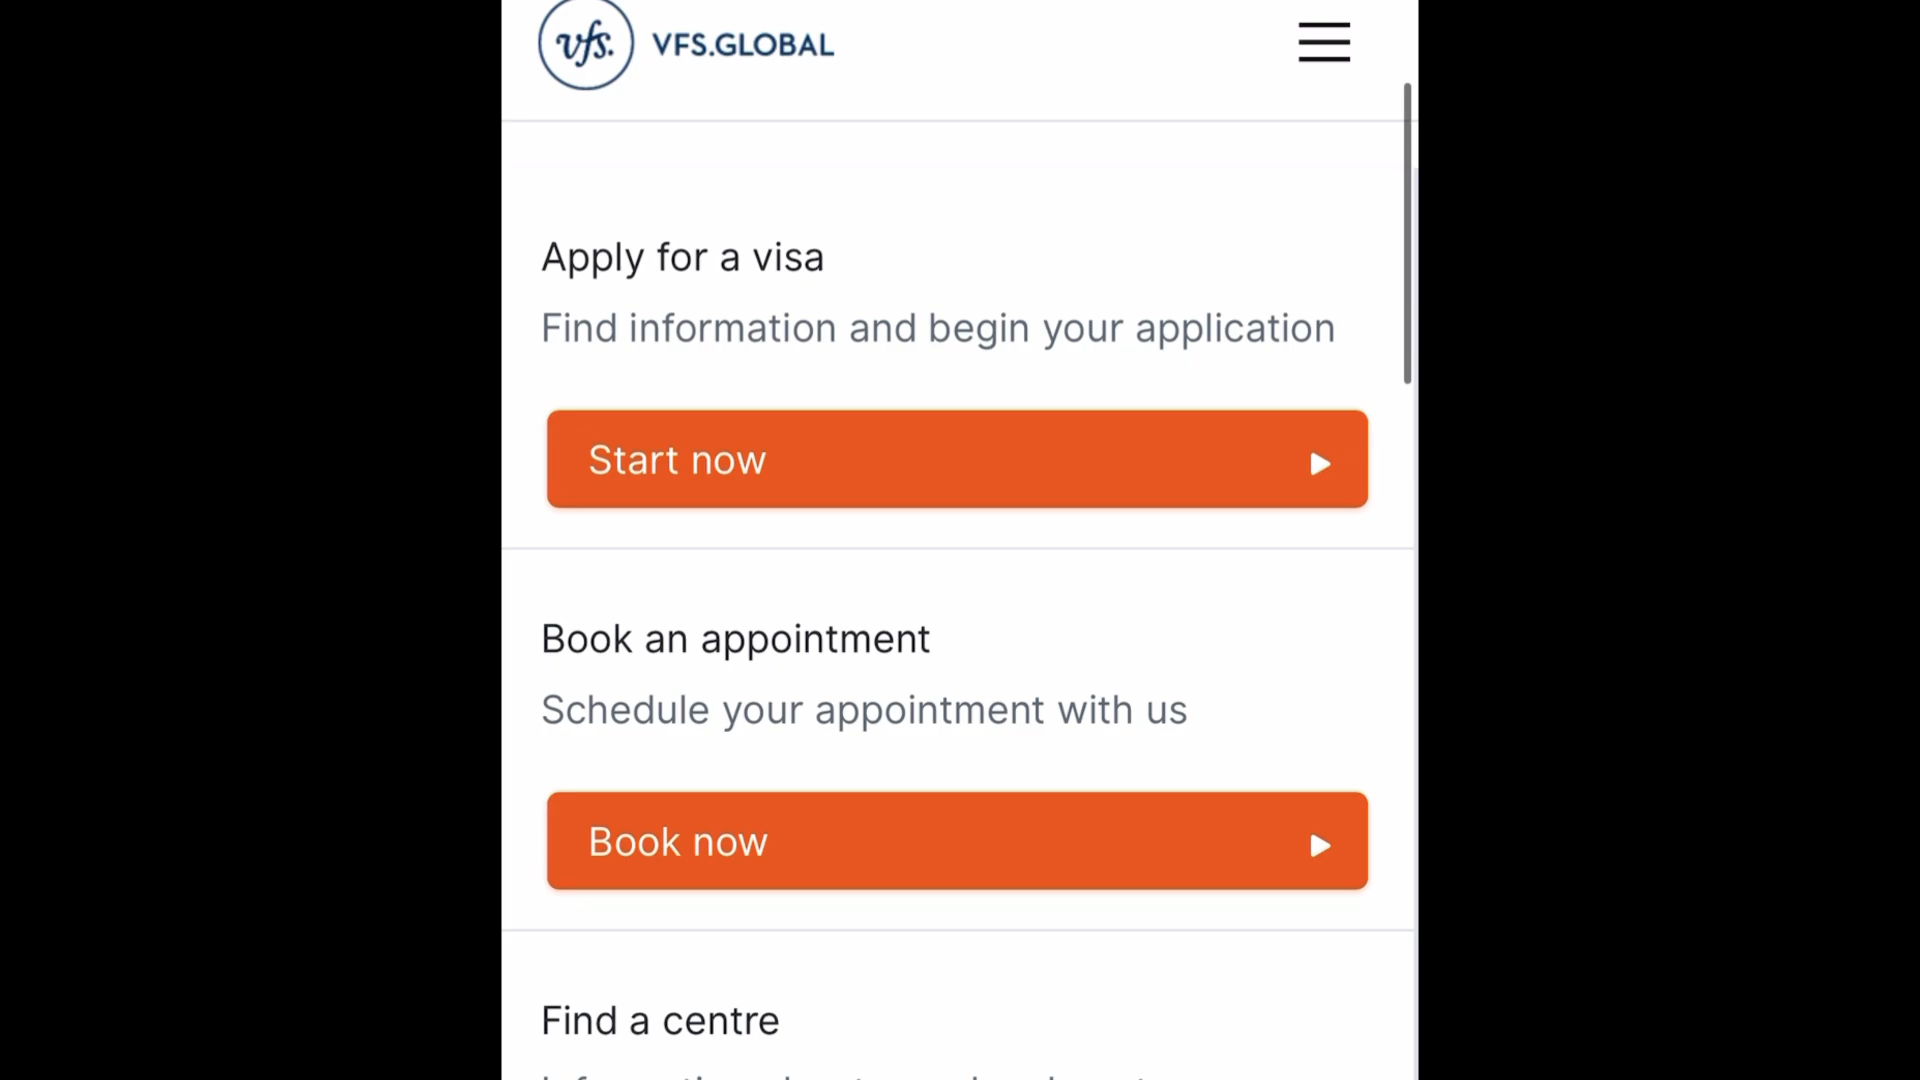 vfs. VFS.GLOBAL
Apply for a visa
Find information and begin your application
Start now
Book an appointment
Schedule your appointment with us
Book now
Find a centre